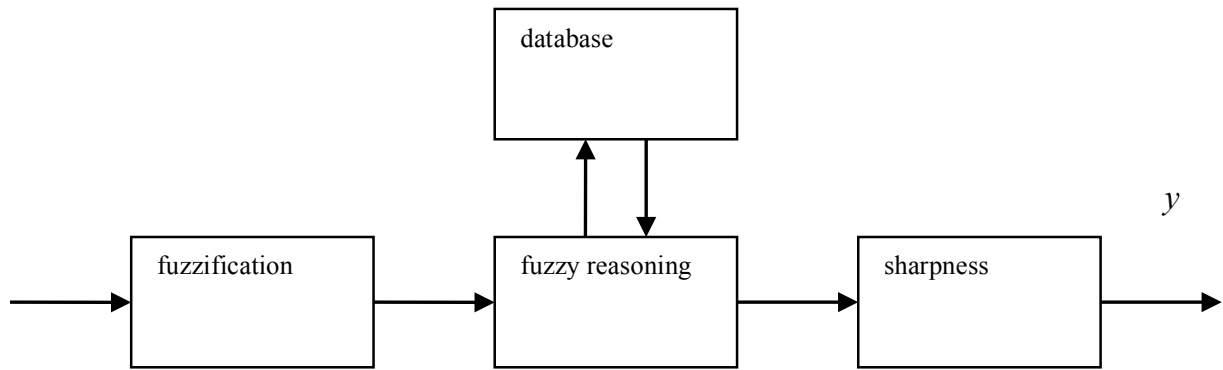 database
y
fuzzification
fuzzy reasoning
sharpness